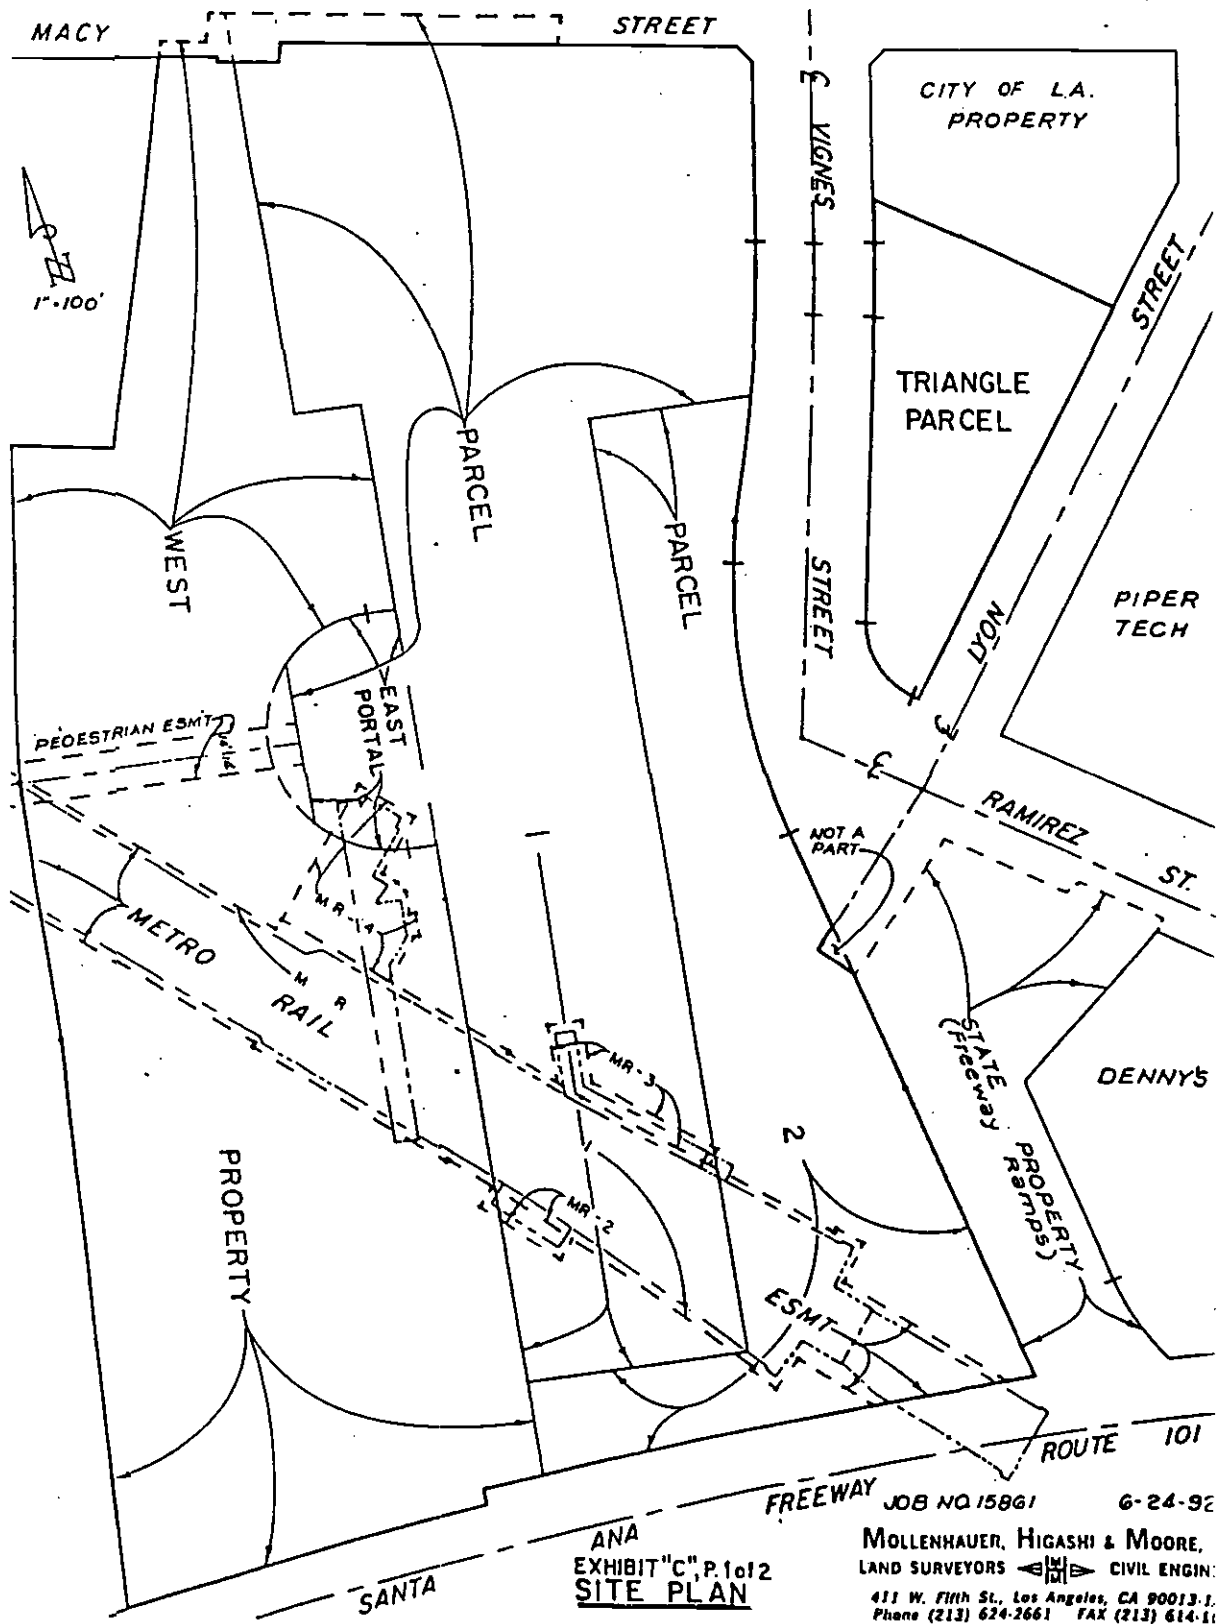 MACY
STREET
℄ VIGNES
CITY OF L.A.
PROPERTY
1"=100'
STREET
TRIANGLE
PARCEL
PARCEL
PARCEL
WEST
STREET
LYON
PIPER
TECH
PEDESTRIAN ESMT
EAST
PORTAL
RAMIREZ
ST.
NOT A
PART
METRO
RAIL
M R
MR-4
1
MR-3
MR-2
2
STATE PROPERTY
(Freeway Ramps)
DENNY'S
PROPERTY
ESMT
ROUTE 101
FREEWAY
ANA
SANTA
JOB NO. 15861
6-24-92
EXHIBIT "C", P. 1 of 2
SITE PLAN
MOLLENHAUER, HIGASHI & MOORE,
LAND SURVEYORS
CIVIL ENGIN
411 W. Fifth St., Los Angeles, CA 90013-1
Phone (213) 624-2661 FAX (213) 614-1